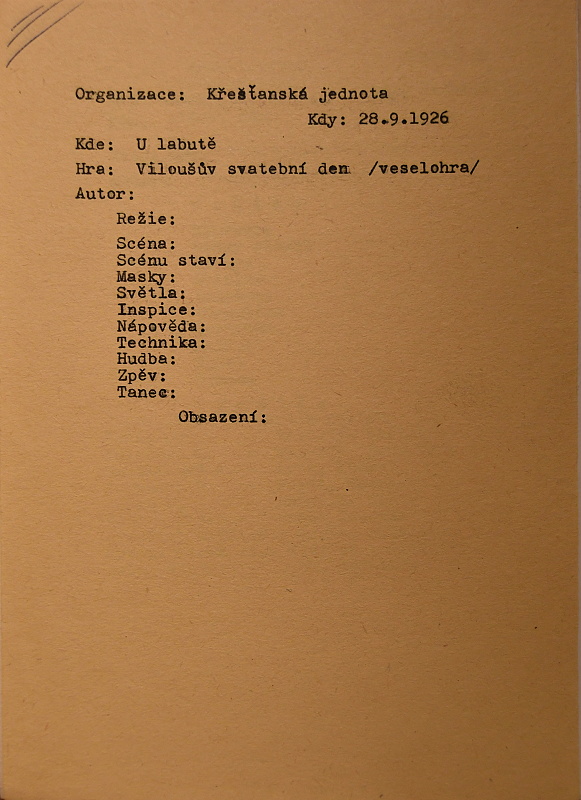 Organizace: Křesťanská jednota
Kdy: 28.9.1926
Kde: U labutě
Hra: Viloušův svatební den /veselohra/
Autor:
Režie:
Scéna:
Scénu staví:
Masky:
Světla:
Inspice:
Nápověda:
Technika:
Hudba:
Zpěv:
Tanec:
Obsazení: